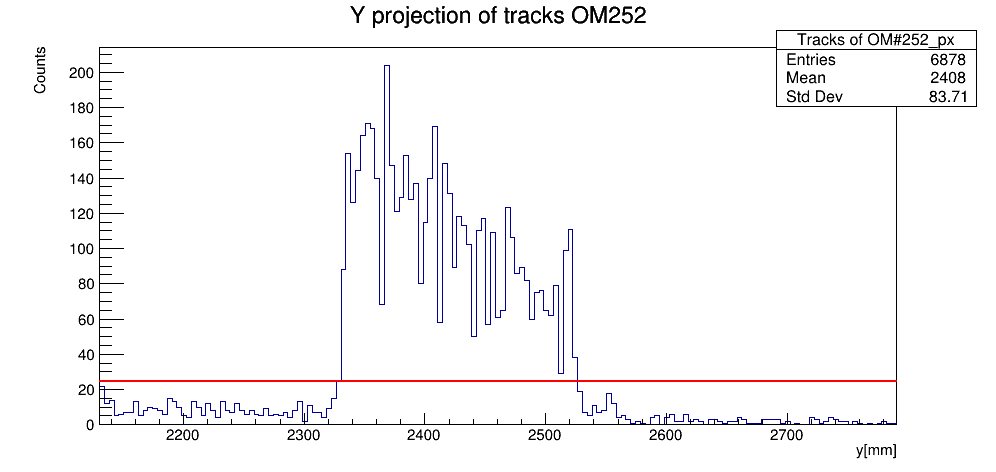 Y projection of tracks OM252
Counts
Tracks of OM#252_px
Entries 6878
Mean 2408
Std Dev 83.71
200
180
160
140
120
100
80
60
40
20
0
2200 2300 2400 2500 2600 2700
y[mm]